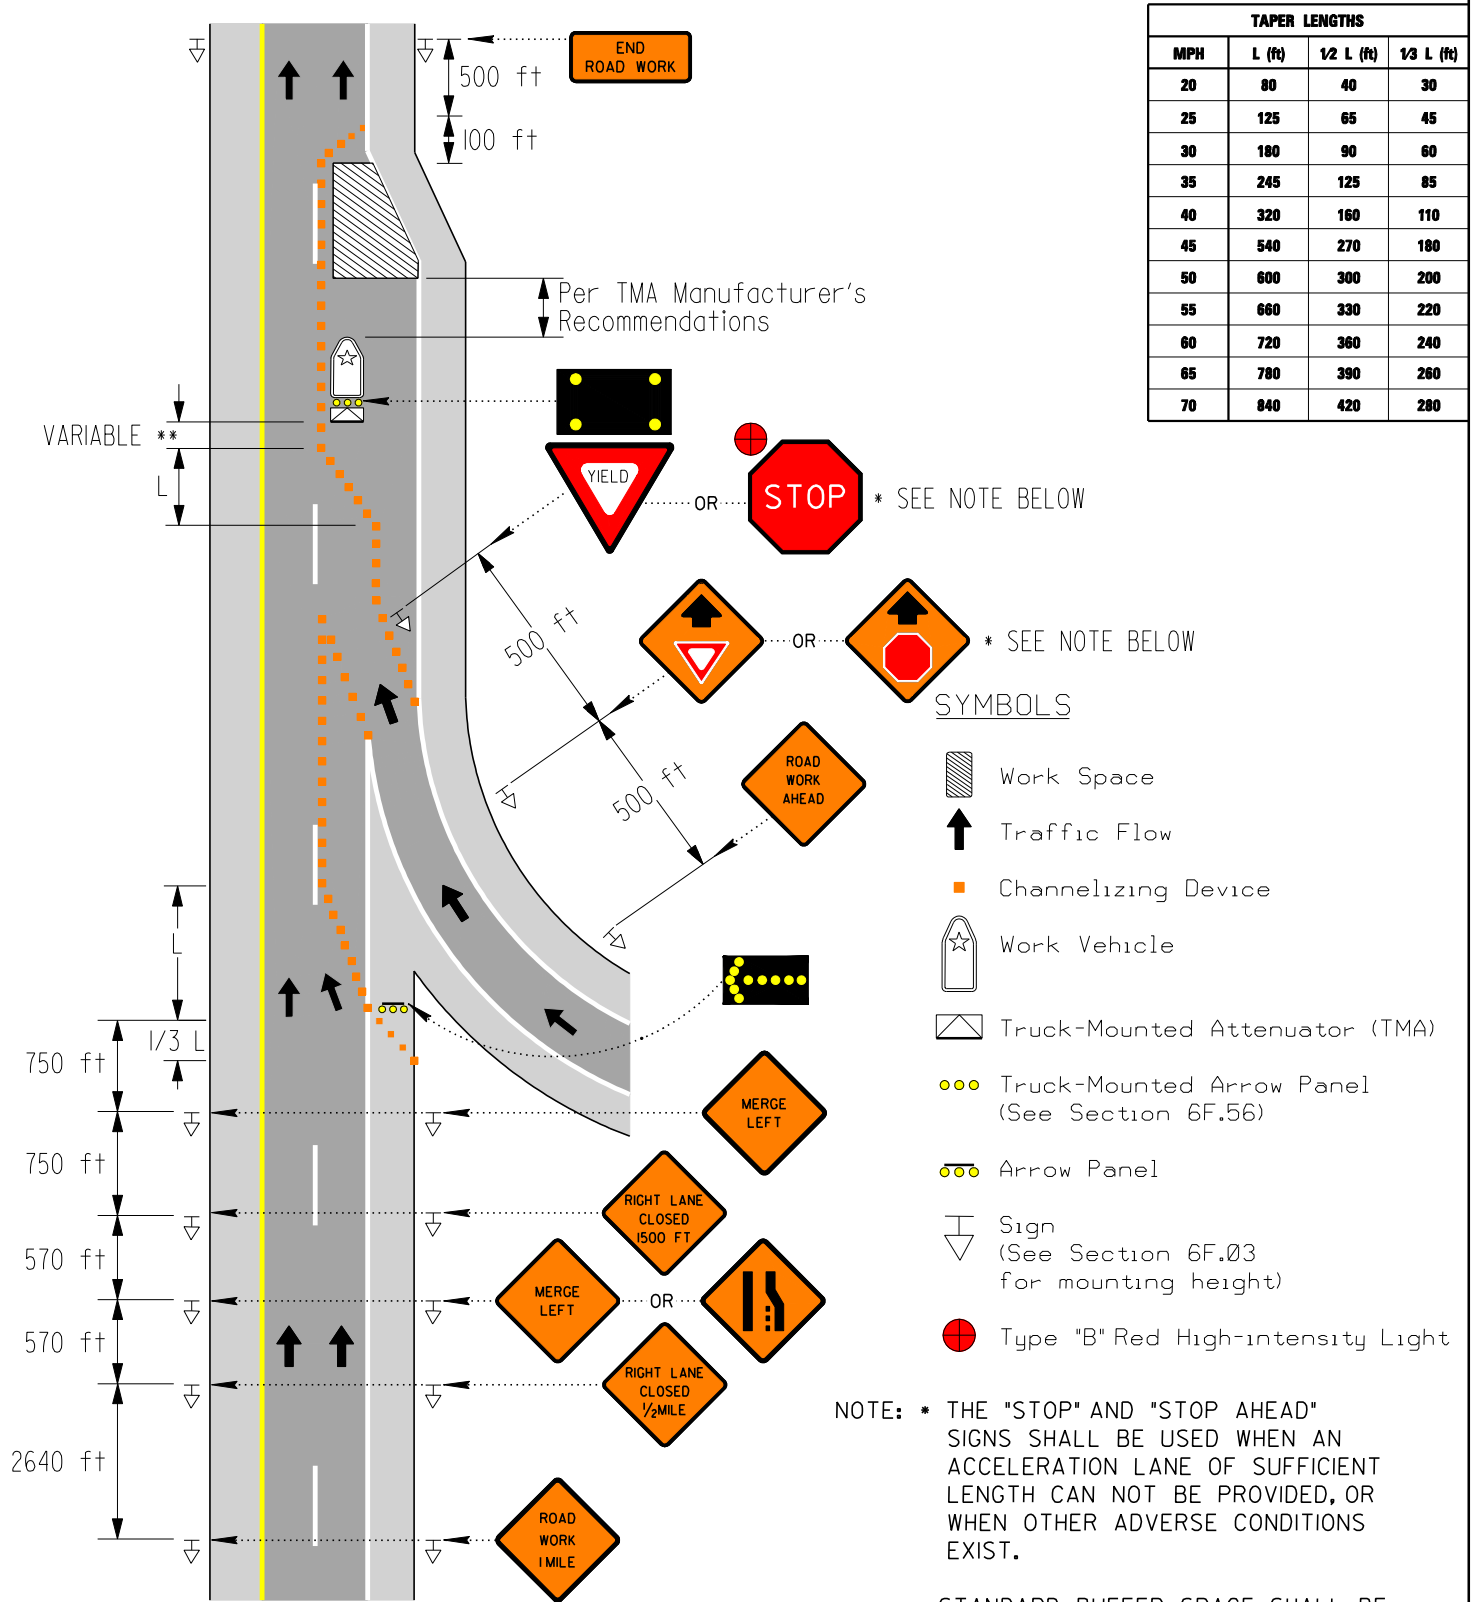 TAPER LENGTHS
MPH L (ft) 1/2 L (ft) 1/3 L (ft)
20 80 40 30
25 125 65 45
30 180 90 60
35 245 125 85
40 320 160 110
45 540 270 180
50 600 300 200
55 660 330 220
60 720 360 240
65 780 390 260
70 840 420 280
END
ROAD WORK
500 ft
100 ft
Per TMA Manufacturer's
Recommendations
VARIABLE **
L
YIELD
OR
STOP
* SEE NOTE BELOW
500 ft
OR
* SEE NOTE BELOW
500 ft
ROAD
WORK
AHEAD
L
1/3 L
750 ft
MERGE
LEFT
750 ft
RIGHT LANE
CLOSED
1500 FT
570 ft
MERGE
LEFT
OR
570 ft
RIGHT LANE
CLOSED
1/2MILE
2640 ft
ROAD
WORK
1 MILE
SYMBOLS
Work Space
Traffic Flow
Channelizing Device
Work Vehicle
Truck-Mounted Attenuator (TMA)
Truck-Mounted Arrow Panel
(See Section 6F.56)
Arrow Panel
Sign
(See Section 6F.03
for mounting height)
Type "B" Red High-intensity Light
NOTE: * THE "STOP" AND "STOP AHEAD"
SIGNS SHALL BE USED WHEN AN
ACCELERATION LANE OF SUFFICIENT
LENGTH CAN NOT BE PROVIDED, OR
WHEN OTHER ADVERSE CONDITIONS
EXIST.
STANDARD BUFFER SPACE SHALL BE